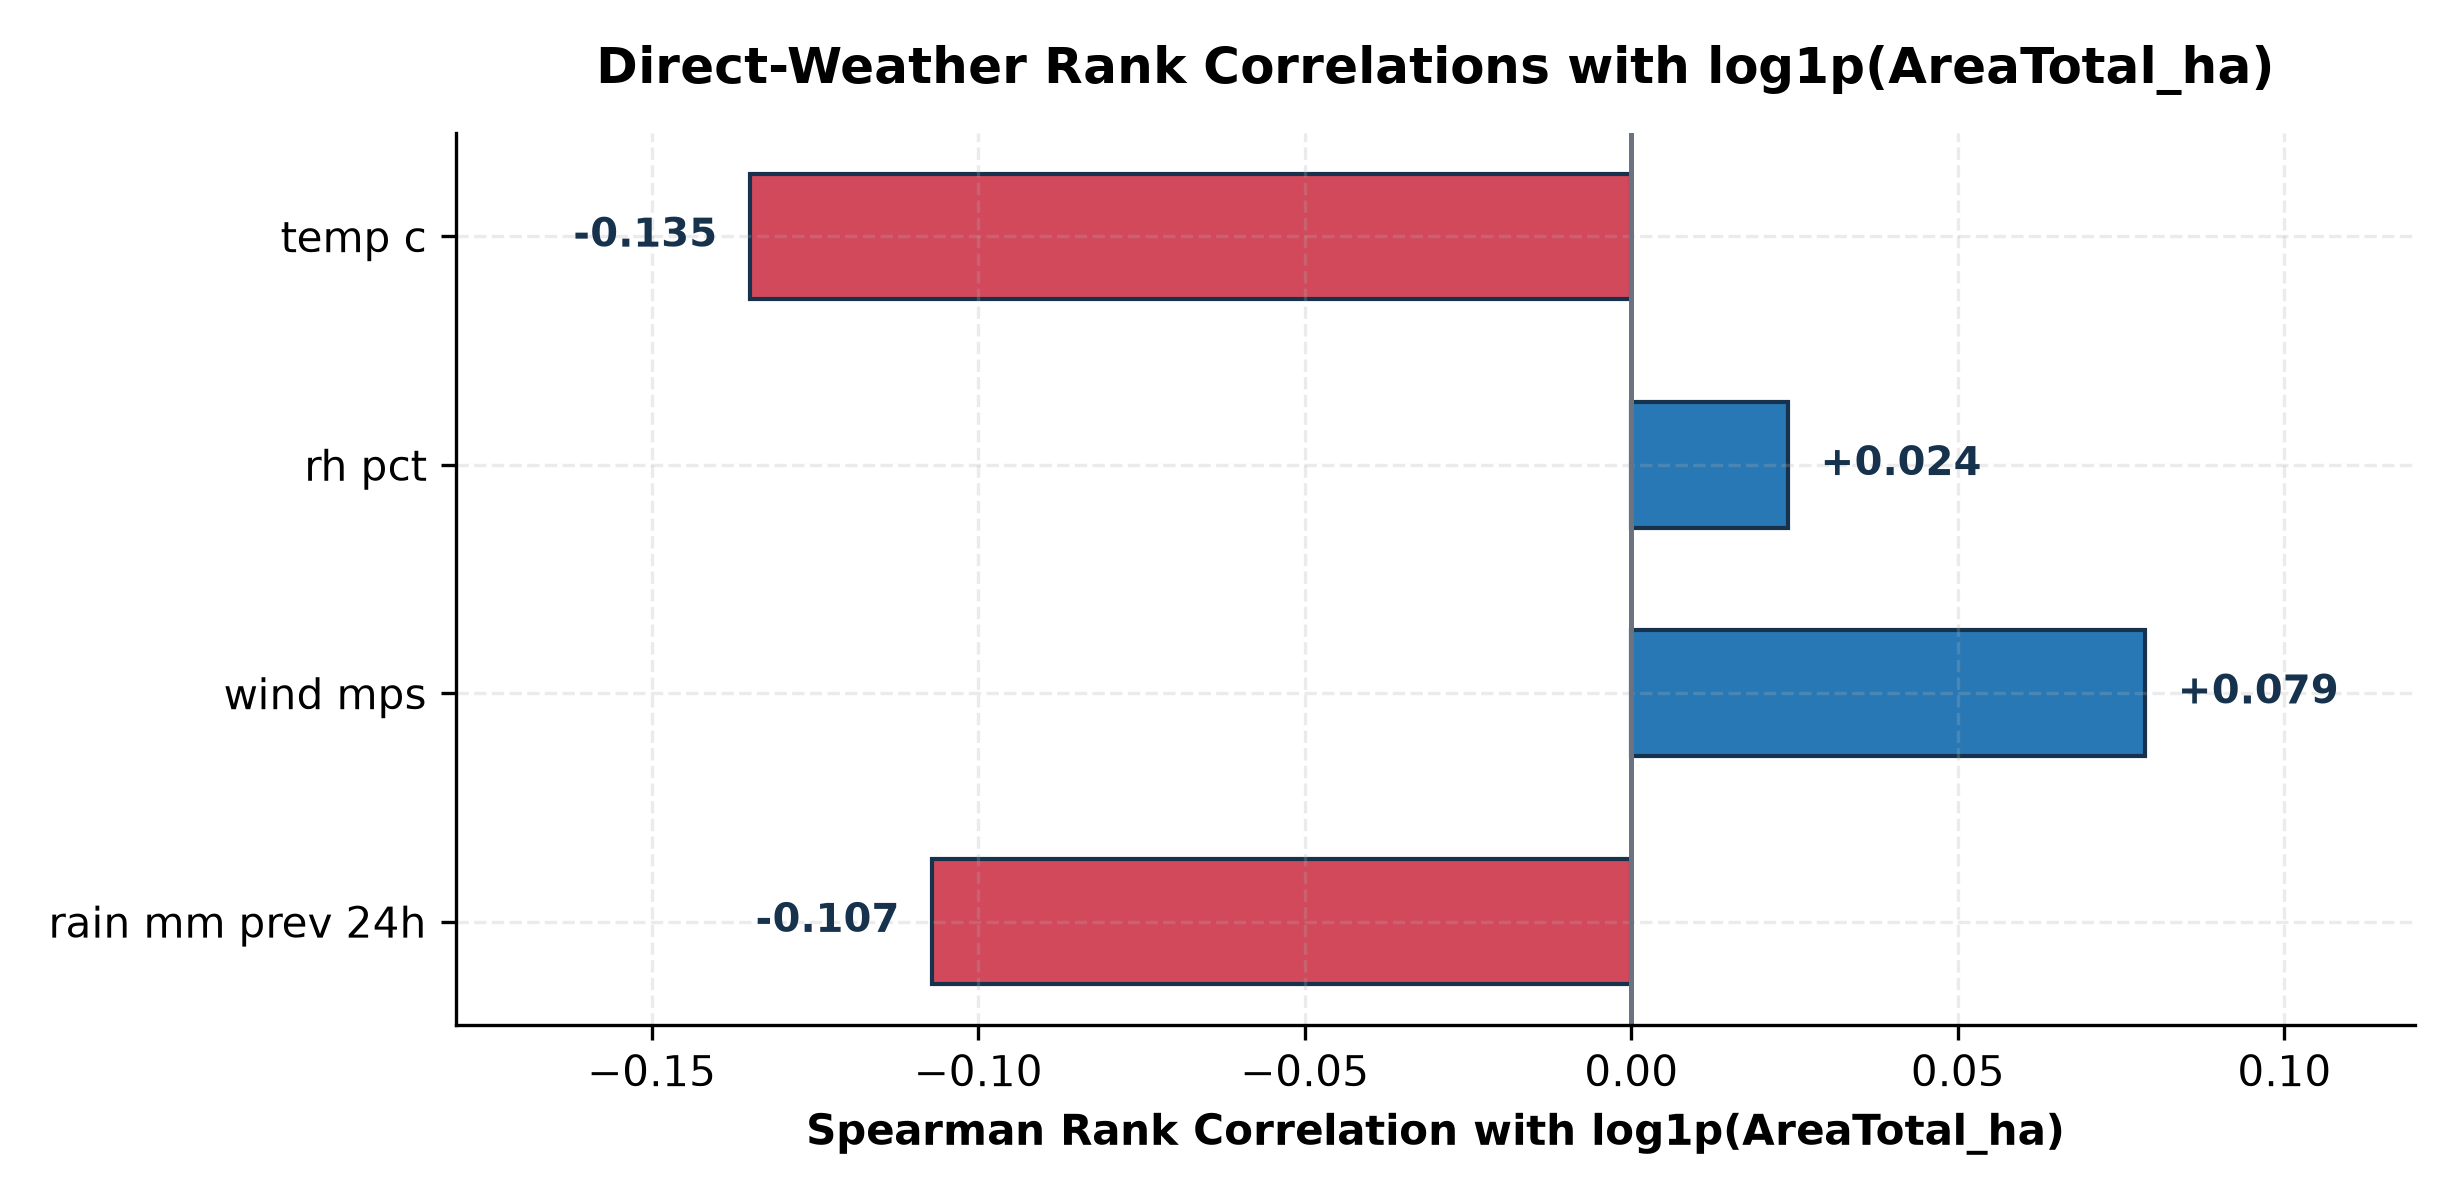 Direct-Weather Rank Correlations with log1p(AreaTotal_ha)
temp c
-0.135
rh pct
+0.024
wind mps
+0.079
rain mm prev 24h
-0.107
−0.15
−0.10
−0.05
0.00
0.05
0.10
Spearman Rank Correlation with log1p(AreaTotal_ha)